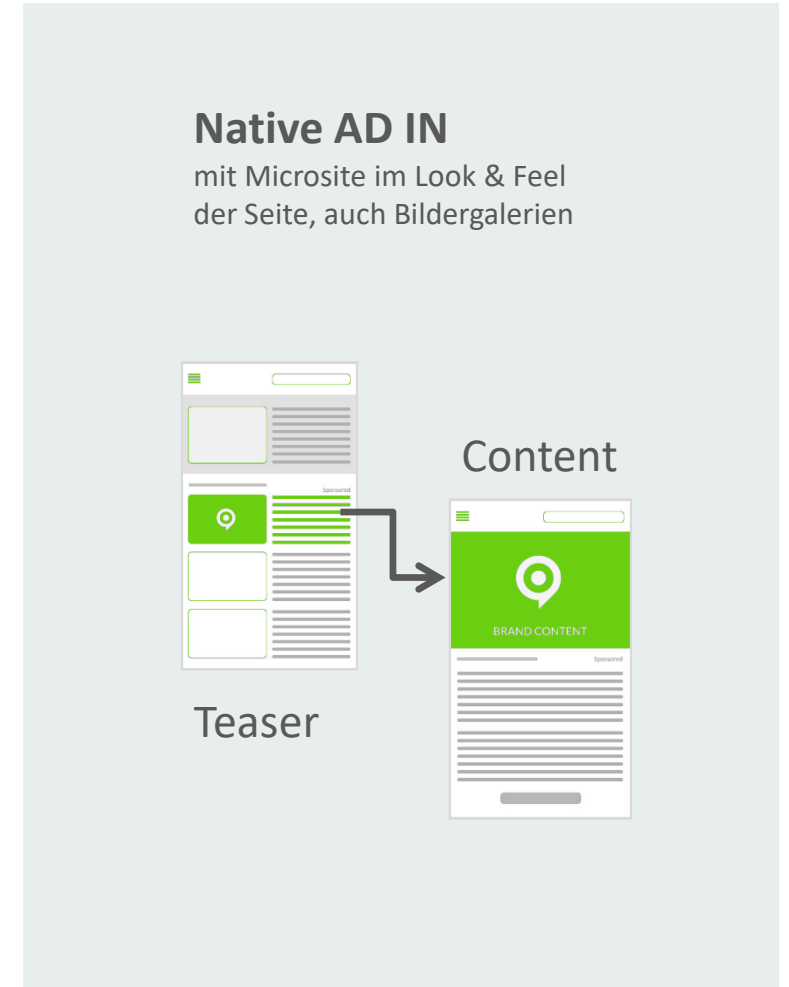 Native AD IN
mit Microsite im Look & Feel
der Seite, auch Bildergalerien
Sponsored
Teaser
Content
BRAND CONTENT
Sponsored